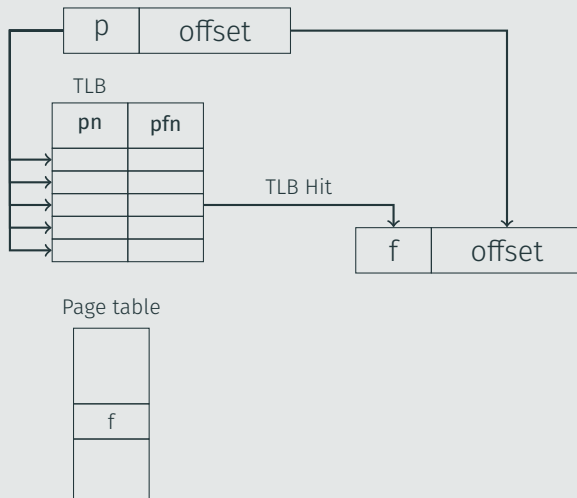 p offset
TLB
pn pfn
TLB Hit
f offset
Page table
f